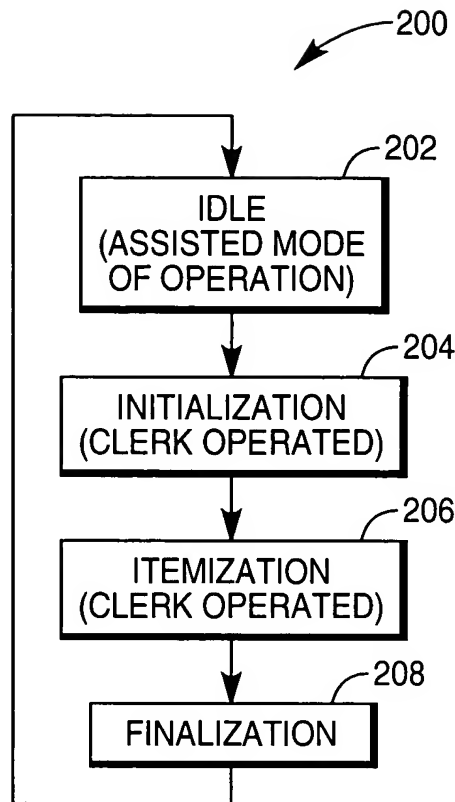 200
202
IDLE
(ASSISTED MODE
OF OPERATION)
204
INITIALIZATION
(CLERK OPERATED)
206
ITEMIZATION
(CLERK OPERATED)
208
FINALIZATION